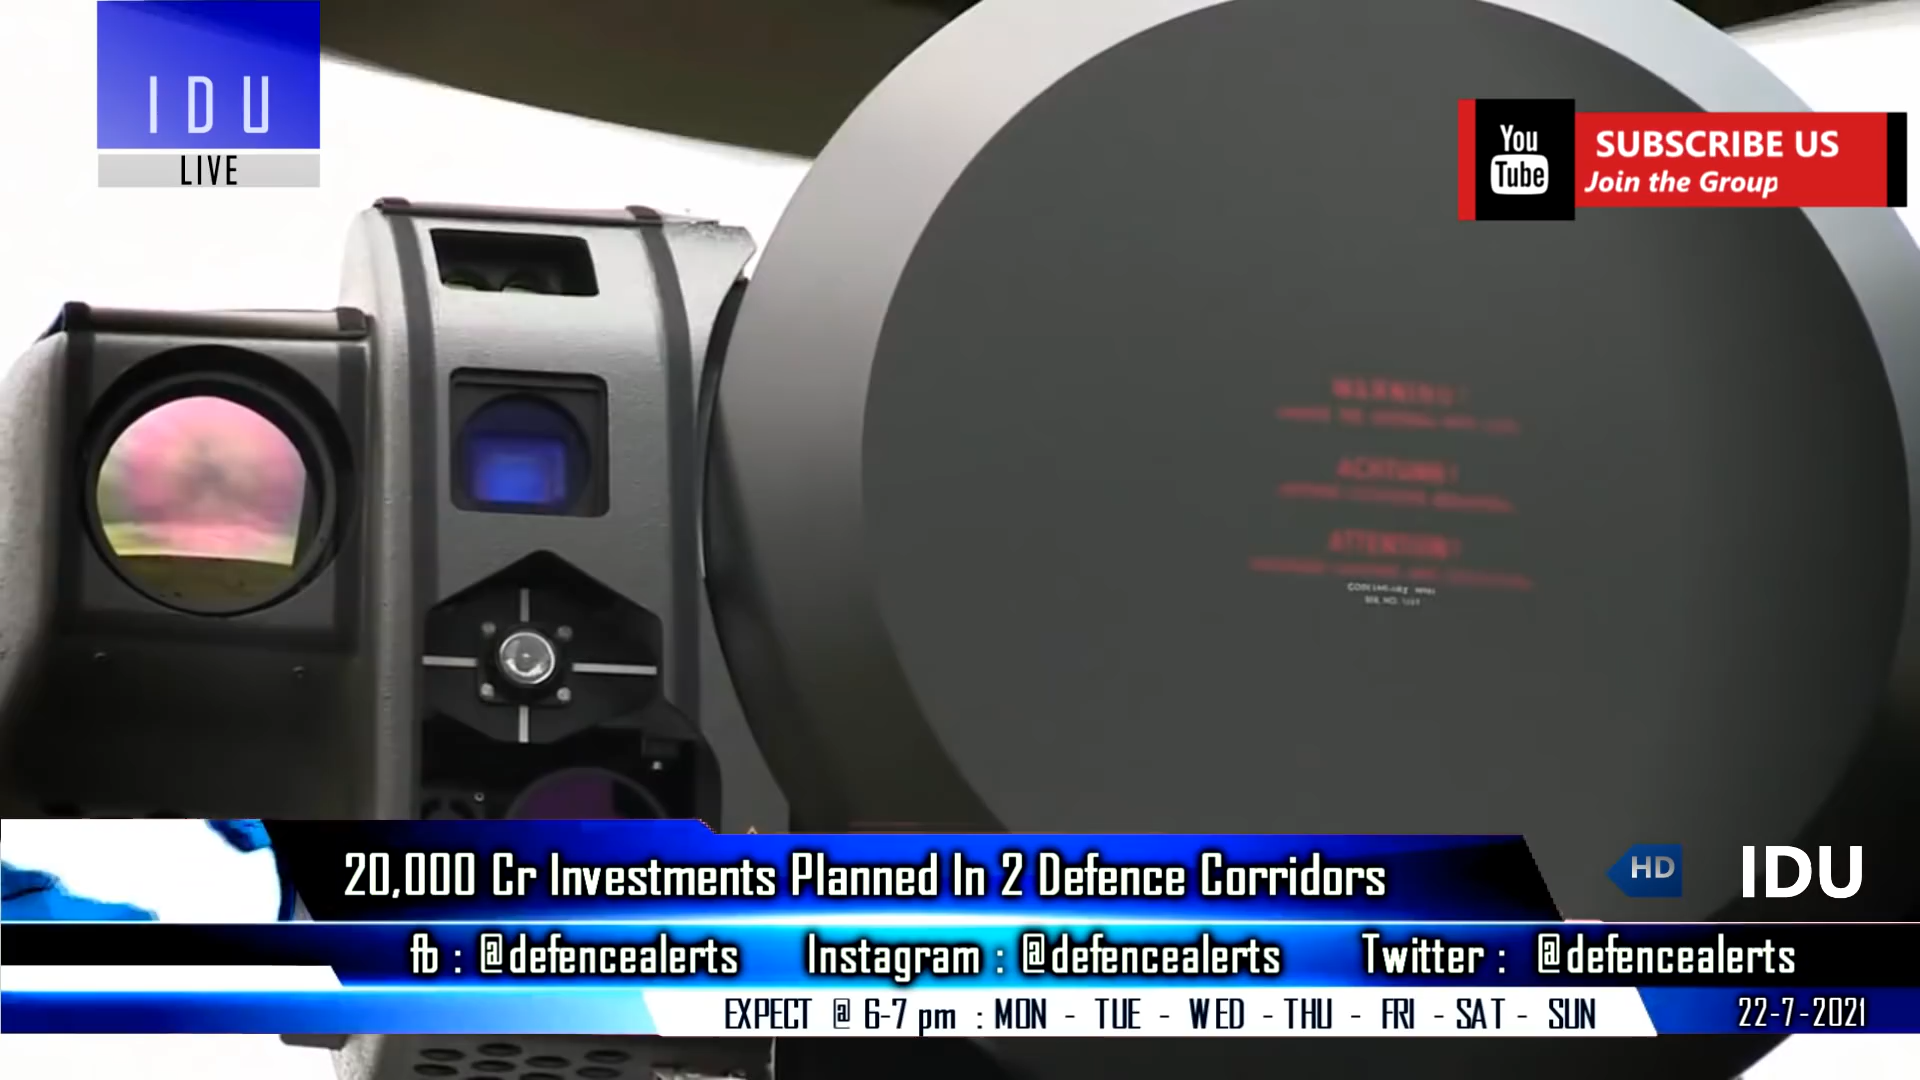 IDU
LIVE
You
Tube
SUBSCRIBE US
Join the Group
WARNING!
ACHTUNG!
ATTENTION!
20,000 Cr Investments Planned In 2 Defence Corridors
HD IDU
fb : @defencealerts Instagram : @defencealerts Twitter : @defencealerts
EXPECT @ 6-7 pm : MON - TUE - WED - THU - FRI - SAT - SUN 22-7-2021